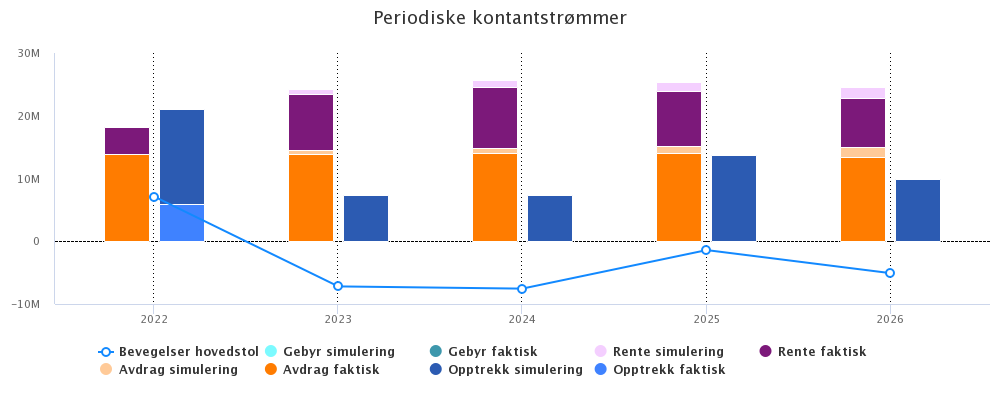 Periodiske kontantstrømmer
30M
20M
10M
0
−10M
2022 2023 2024 2025 2026
Bevegelser hovedstol Gebyr simulering Gebyr faktisk Rente simulering Rente faktisk
Avdrag simulering Avdrag faktisk Opptrekk simulering Opptrekk faktisk